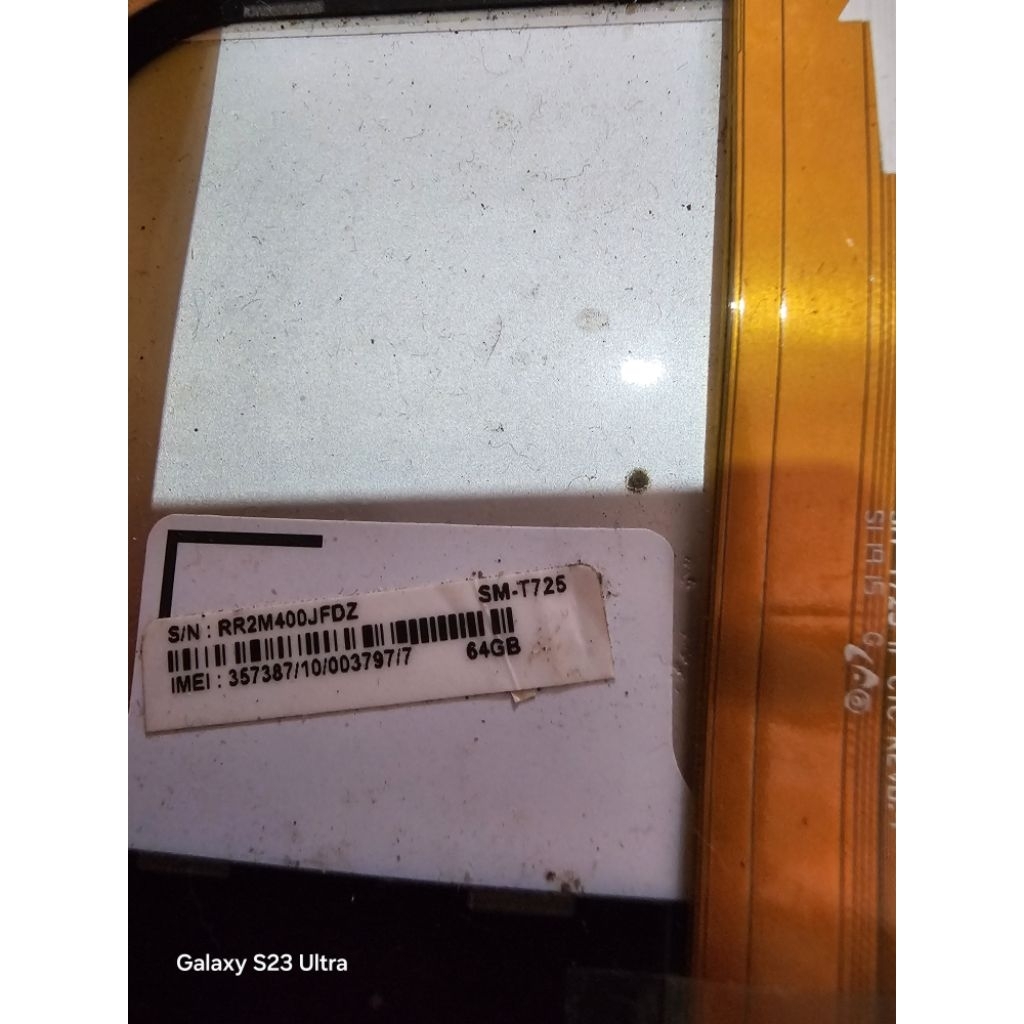 SM-T725
S/N : RR2M400JFDZ
64GB
IMEI : 357387/10/003797/7
Galaxy S23 Ultra